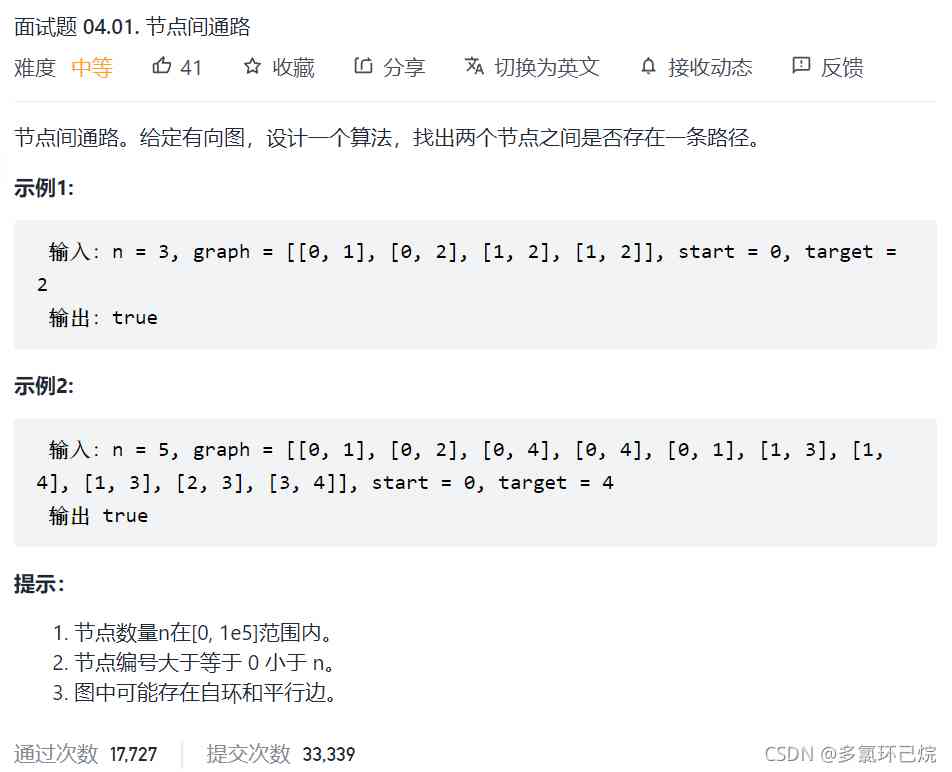 面试题 04.01. 节点间通路
难度 中等 41 收藏 分享 切换为英文 接收动态 反馈
节点间通路。给定有向图，设计一个算法，找出两个节点之间是否存在一条路径。
示例1:
输入：n = 3, graph = [[0, 1], [0, 2], [1, 2], [1, 2]], start = 0, target =
2
输出：true
示例2:
输入：n = 5, graph = [[0, 1], [0, 2], [0, 4], [0, 4], [0, 1], [1, 3], [1,
4], [1, 3], [2, 3], [3, 4]], start = 0, target = 4
输出 true
提示：
1. 节点数量n在[0, 1e5]范围内。
2. 节点编号大于等于 0 小于 n。
3. 图中可能存在自环和平行边。
通过次数 17,727 提交次数 33,339
CSDN @多氯环己烷